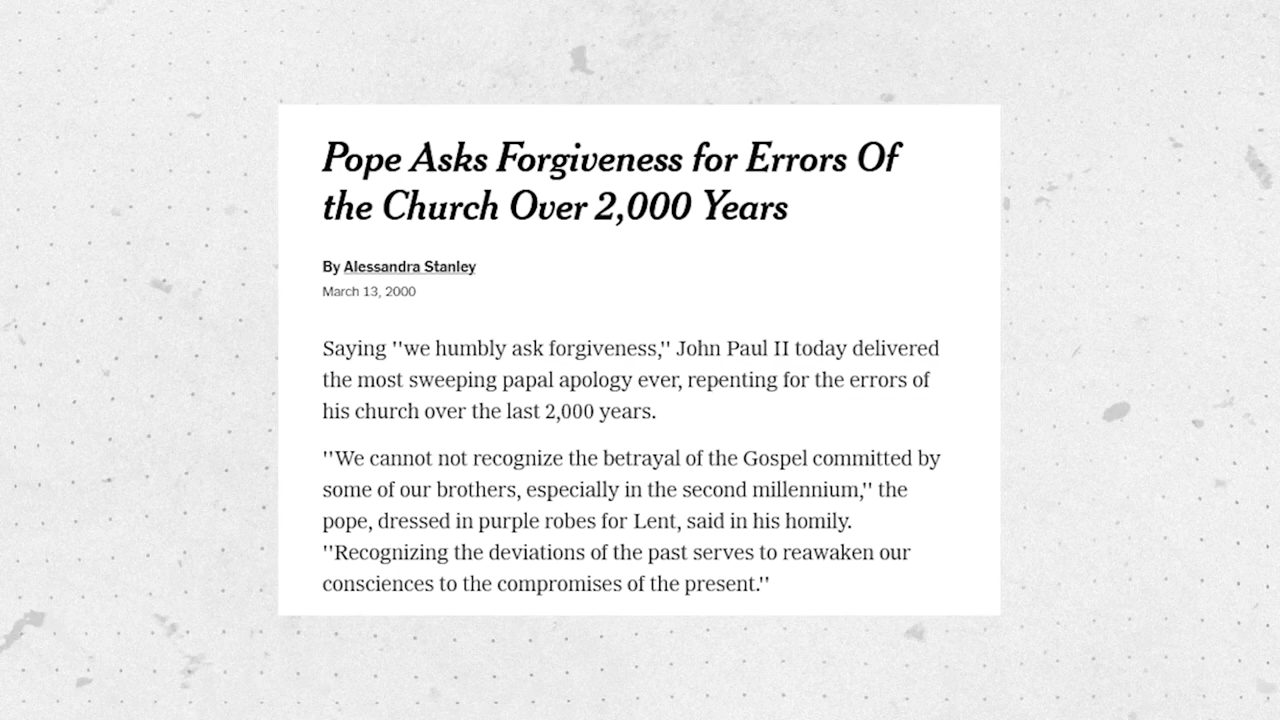 Pope Asks Forgiveness for Errors Of
the Church Over 2,000 Years
By Alessandra Stanley
March 13, 2000
Saying ''we humbly ask forgiveness,'' John Paul II today delivered
the most sweeping papal apology ever, repenting for the errors of
his church over the last 2,000 years.
''We cannot not recognize the betrayal of the Gospel committed by
some of our brothers, especially in the second millennium,'' the
pope, dressed in purple robes for Lent, said in his homily.
''Recognizing the deviations of the past serves to reawaken our
consciences to the compromises of the present.''